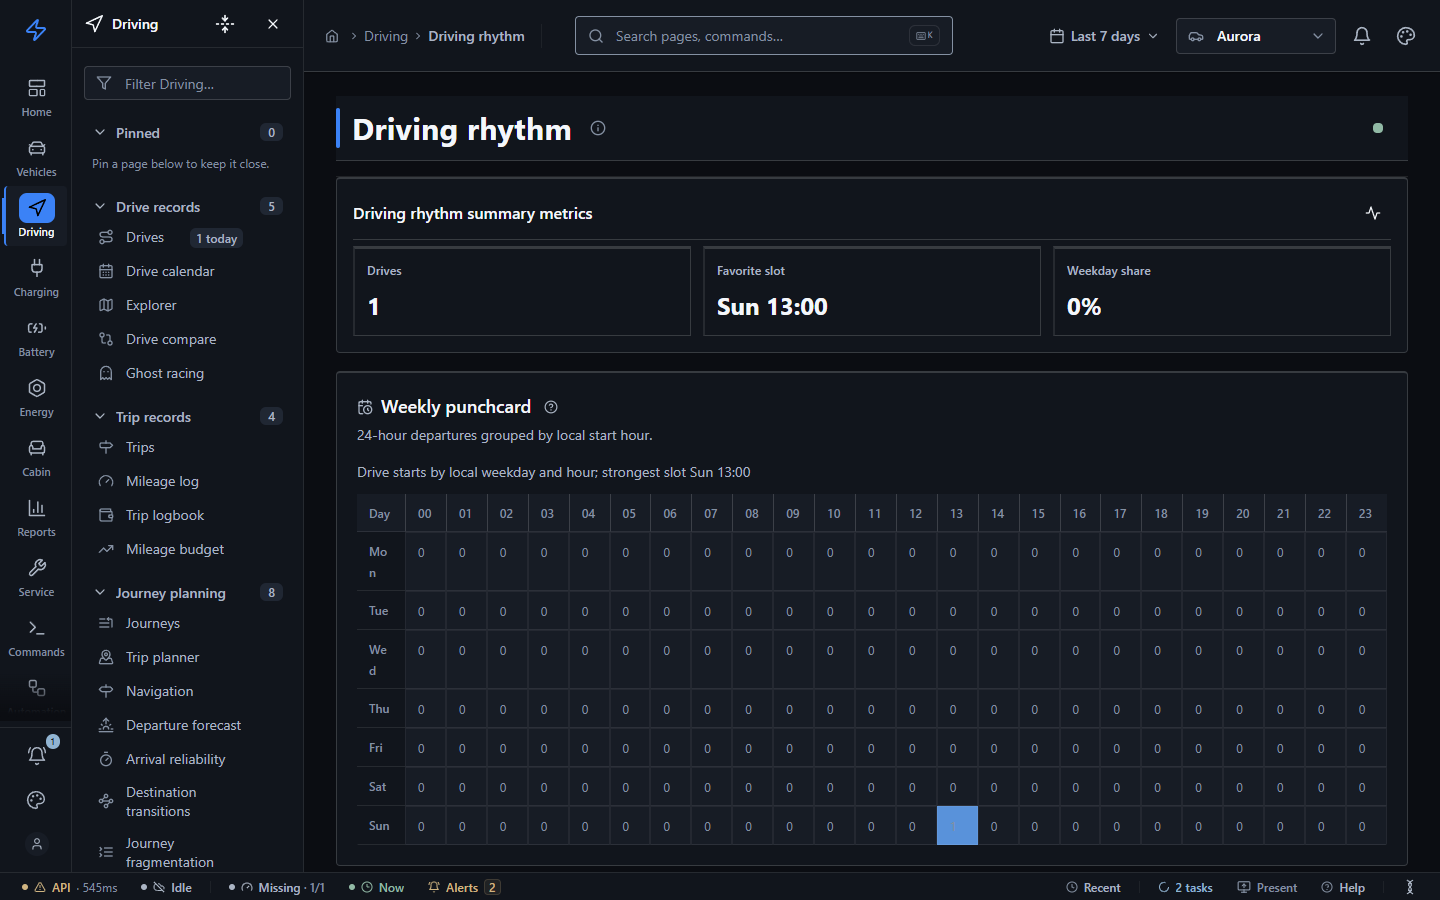 Home
Vehicles
Driving
Charging
Battery
Energy
Cabin
Reports
Service
Commands
1
Driving
Filter Driving...
Pinned 0
Pin a page below to keep it close.
Drive records 5
Drives 1 today
Drive calendar
Explorer
Drive compare
Ghost racing
Trip records 4
Trips
Mileage log
Trip logbook
Mileage budget
Journey planning 8
Journeys
Trip planner
Navigation
Departure forecast
Arrival reliability
Destination
transitions
Journey
fragmentation
Driving Driving rhythm
Search pages, commands... K
Last 7 days
Aurora
Driving rhythm
Driving rhythm summary metrics
Drives
1
Favorite slot
Sun 13:00
Weekday share
0%
Weekly punchcard
24-hour departures grouped by local start hour.
Drive starts by local weekday and hour; strongest slot Sun 13:00
Day 00 01 02 03 04 05 06 07 08 09 10 11 12 13 14 15 16 17 18 19 20 21 22 23
Mo 0 0 0 0 0 0 0 0 0 0 0 0 0 0 0 0 0 0 0 0 0 0 0 0
n
Tue 0 0 0 0 0 0 0 0 0 0 0 0 0 0 0 0 0 0 0 0 0 0 0 0
We 0 0 0 0 0 0 0 0 0 0 0 0 0 0 0 0 0 0 0 0 0 0 0 0
d
Thu 0 0 0 0 0 0 0 0 0 0 0 0 0 0 0 0 0 0 0 0 0 0 0 0
Fri 0 0 0 0 0 0 0 0 0 0 0 0 0 0 0 0 0 0 0 0 0 0 0 0
Sat 0 0 0 0 0 0 0 0 0 0 0 0 0 0 0 0 0 0 0 0 0 0 0 0
Sun 0 0 0 0 0 0 0 0 0 0 0 0 0 1 0 0 0 0 0 0 0 0 0 0
API · 545ms Idle Missing · 1/1 Now Alerts 2 Recent 2 tasks Present Help